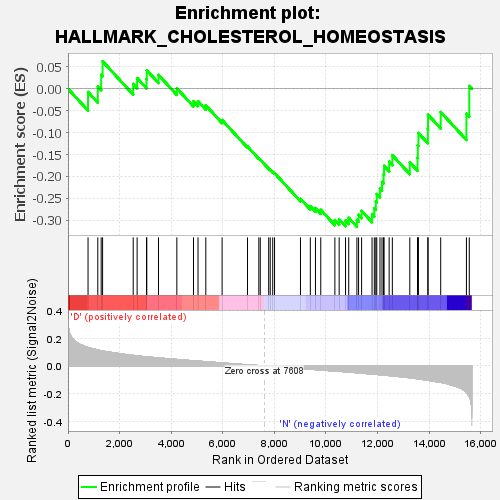 Enrichment plot:
HALLMARK_CHOLESTEROL_HOMEOSTASIS
Enrichment score (ES)
0.05
0.00
-0.05
-0.10
-0.15
-0.20
-0.25
-0.30
Ranked list metric (Signal2Noise)
0.4
0.2
0.0
-0.2
-0.4
'D' (positively correlated)
Zero cross at 7608
'N' (negatively correlated)
0
2,000
4,000
6,000
8,000
10,000
12,000
14,000
16,000
Rank in Ordered Dataset
Enrichment profile
Hits
Ranking metric scores